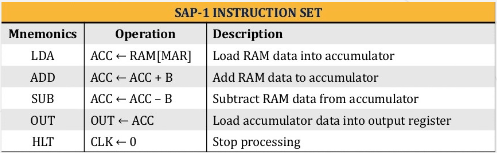 SAP-1 INSTRUCTION SET
Mnemonics Operation Description
LDA ACC ← RAM[MAR] Load RAM data into accumulator
ADD ACC ← ACC + B Add RAM data to accumulator
SUB ACC ← ACC – B Subtract RAM data from accumulator
OUT OUT ← ACC Load accumulator data into output register
HLT CLK ← 0 Stop processing